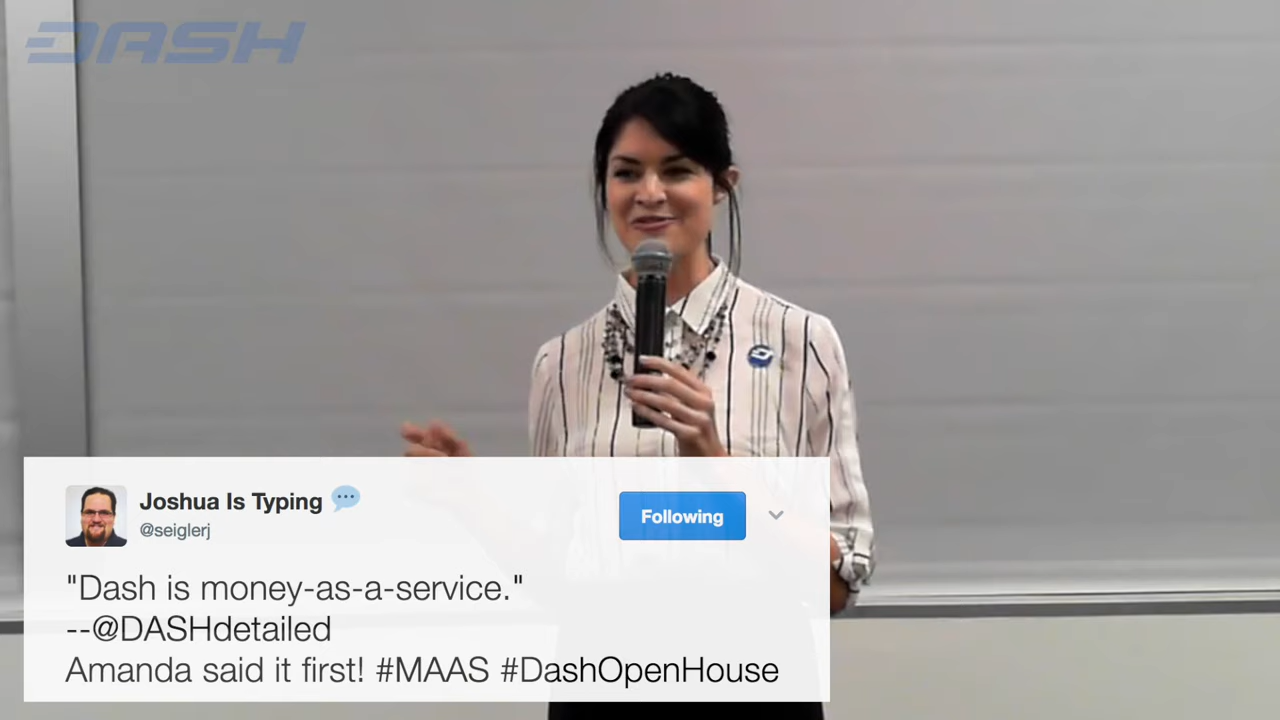 DASH
Joshua Is Typing 💬
@seiglerj
Following
"Dash is money-as-a-service."
--@DASHdetailed
Amanda said it first! #MAAS #DashOpenHouse